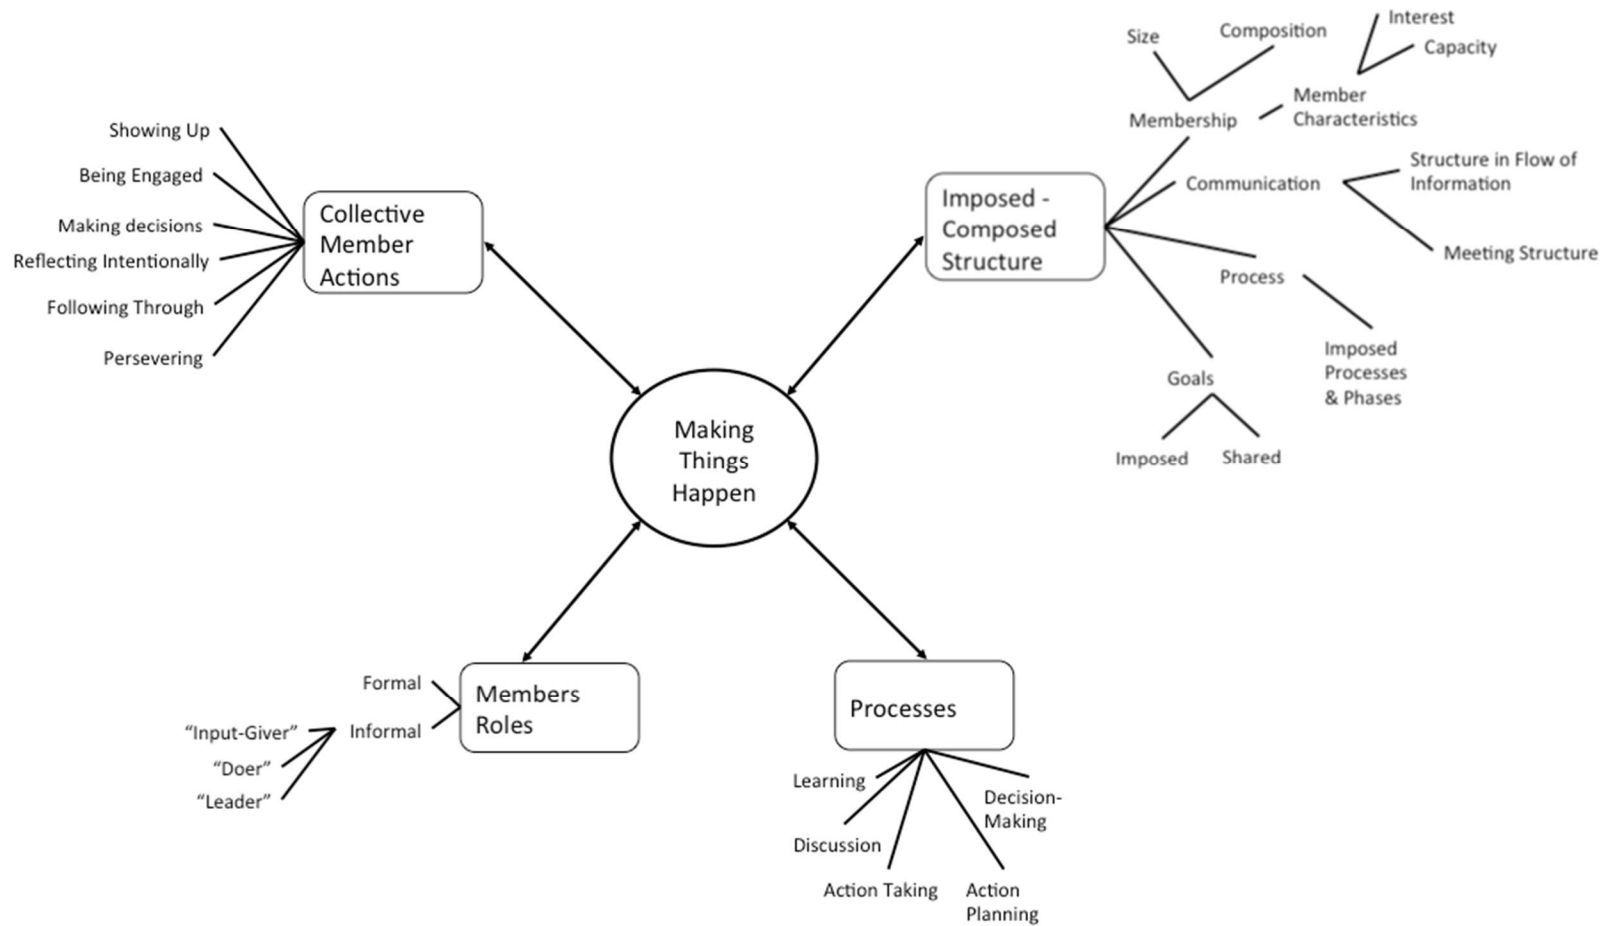 Interest
Size
Composition
Capacity
Member
Characteristics
Membership
Structure in Flow of
Information
Communication
Meeting Structure
Imposed -
Composed
Structure
Process
Imposed
Processes
& Phases
Goals
Imposed
Shared
Showing Up
Being Engaged
Making decisions
Reflecting Intentionally
Following Through
Persevering
Collective
Member
Actions
Making
Things
Happen
Formal
Informal
“Input-Giver”
“Doer”
“Leader”
Members
Roles
Processes
Learning
Decision-
Making
Discussion
Action Taking
Action
Planning